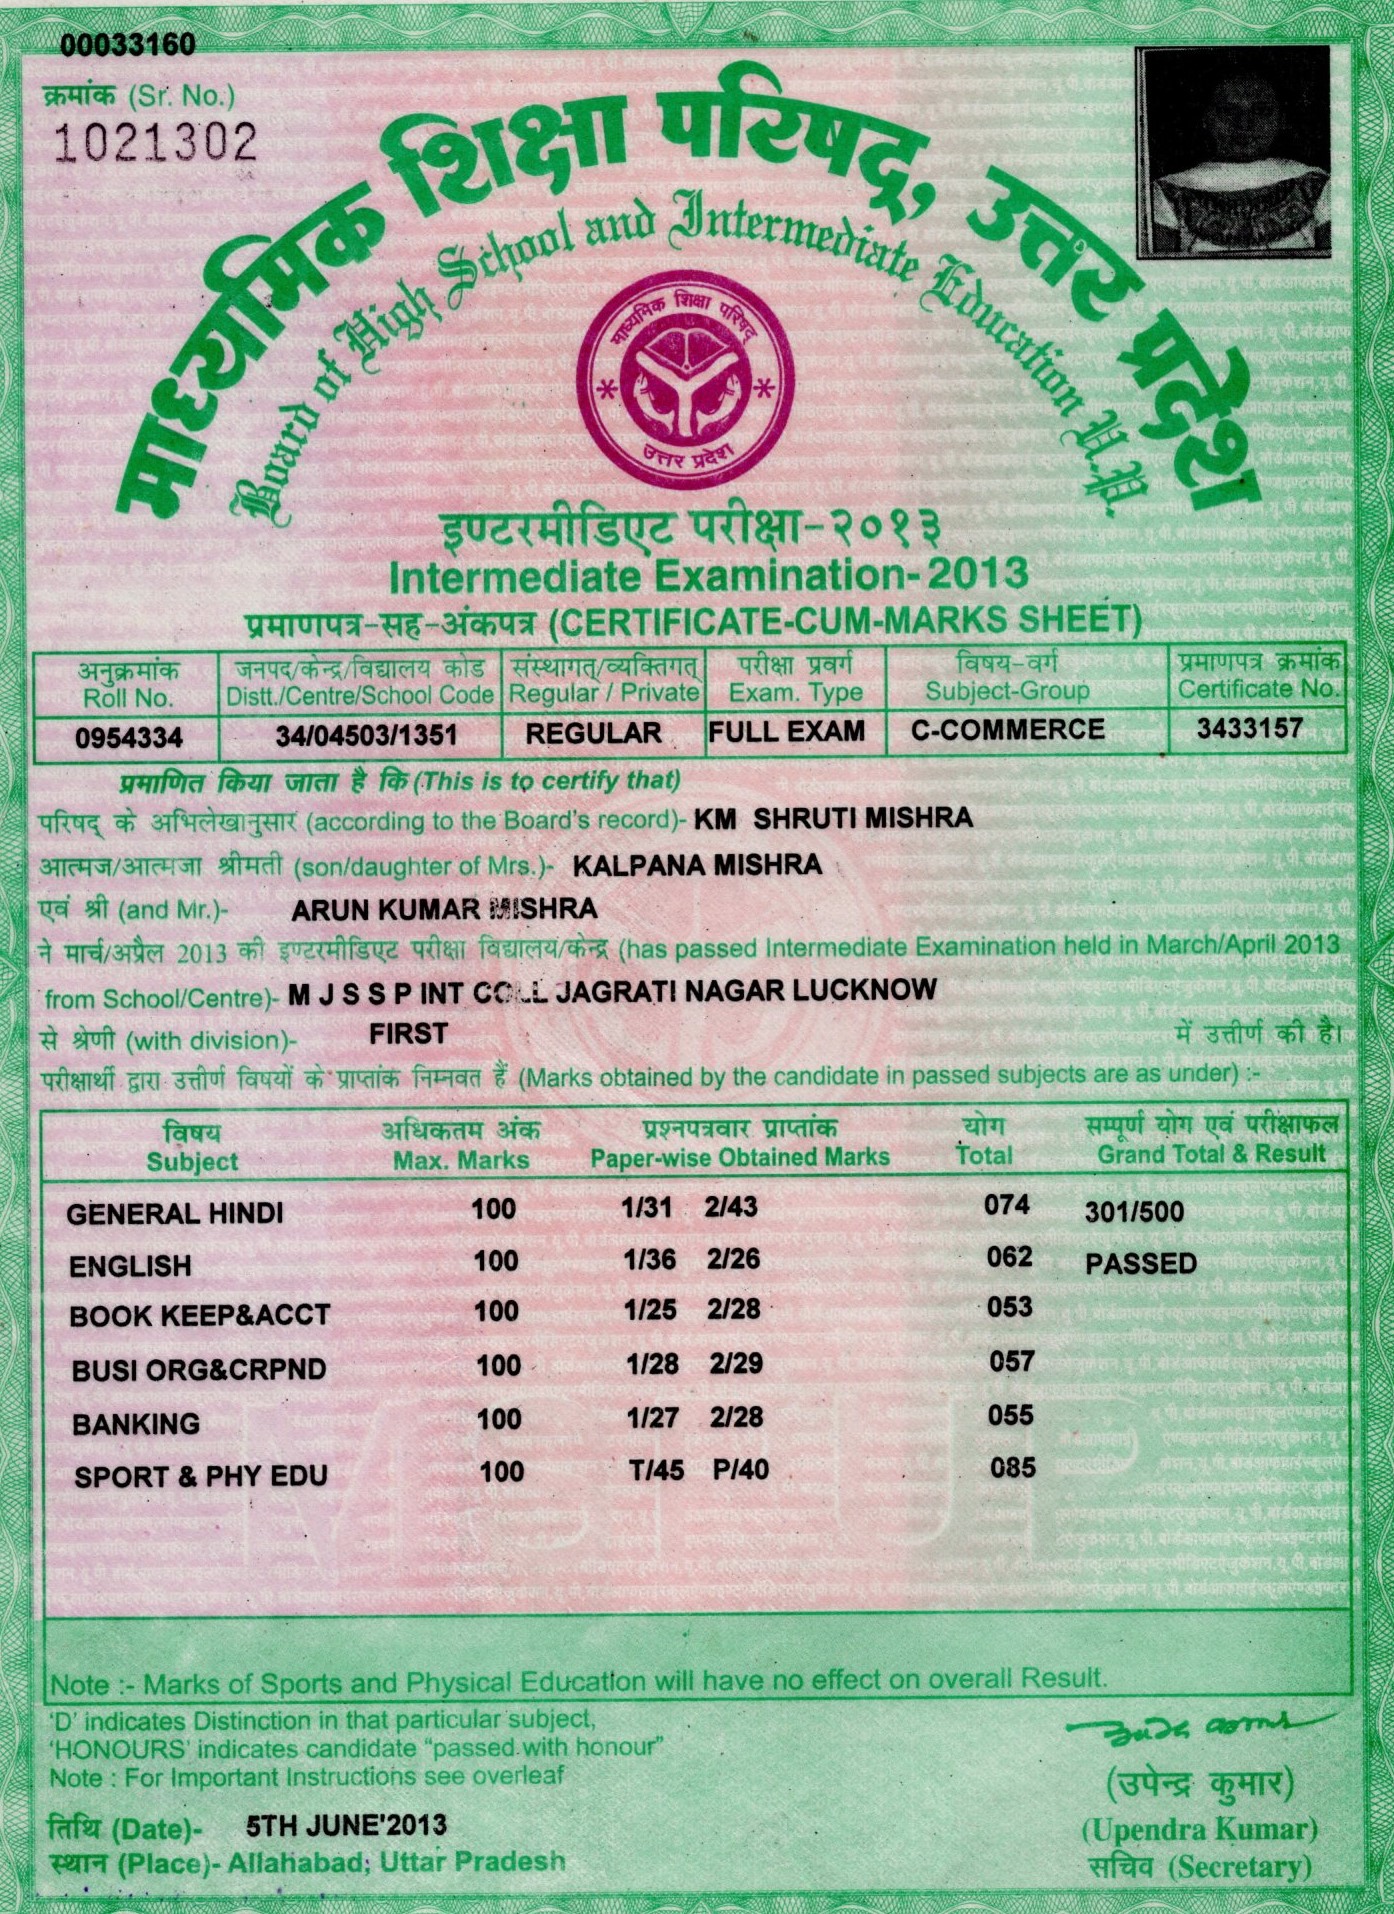 00033160
क्रमांक (Sr. No.)
1021302
माध्यमिक शिक्षा परिषद्, उत्तर प्रदेश
Board of High School and Intermediate Education U.P.
माध्यमिक शिक्षा परिषद्
उत्तर प्रदेश
इण्टरमीडिएट परीक्षा-२०१३
Intermediate Examination- 2013
प्रमाणपत्र-सह-अंकपत्र (CERTIFICATE-CUM-MARKS SHEET)
अनुक्रमांक जनपद/केन्द्र/विद्यालय कोड संस्थागत/व्यक्तिगत परीक्षा प्रवर्ग विषय-वर्ग प्रमाणपत्र क्रमांक
Roll No. Distt./Centre/School Code Regular / Private Exam. Type Subject-Group Certificate No.
0954334 34/04503/1351 REGULAR FULL EXAM C-COMMERCE 3433157
प्रमाणित किया जाता है कि (This is to certify that)
परिषद् के अभिलेखानुसार (according to the Board's record)- KM SHRUTI MISHRA
आत्मज/आत्मजा श्रीमती (son/daughter of Mrs.)- KALPANA MISHRA
एवं श्री (and Mr.)- ARUN KUMAR MISHRA
ने मार्च/अप्रैल 2013 की इण्टरमीडिएट परीक्षा विद्यालय/केन्द्र (has passed Intermediate Examination held in March/April 2013
from School/Centre)- M J S S P INT COLL JAGRATI NAGAR LUCKNOW
से श्रेणी (with division)- FIRST में उत्तीर्ण की है।
परीक्षार्थी द्वारा उत्तीर्ण विषयों के प्राप्तांक निम्नवत हैं (Marks obtained by the candidate in passed subjects are as under) :-
विषय अधिकतम अंक प्रश्नपत्रवार प्राप्तांक योग सम्पूर्ण योग एवं परीक्षाफल
Subject Max. Marks Paper-wise Obtained Marks Total Grand Total & Result
GENERAL HINDI 100 1/31 2/43 074 301/500
ENGLISH 100 1/36 2/26 062 PASSED
BOOK KEEP&ACCT 100 1/25 2/28 053
BUSI ORG&CRPND 100 1/28 2/29 057
BANKING 100 1/27 2/28 055
SPORT & PHY EDU 100 T/45 P/40 085
Note :- Marks of Sports and Physical Education will have no effect on overall Result.
'D' indicates Distinction in that particular subject,
'HONOURS' indicates candidate "passed with honour"
Note : For Important Instructions see overleaf
(उपेन्द्र कुमार)
तिथि (Date)- 5TH JUNE'2013
(Upendra Kumar)
स्थान (Place)- Allahabad; Uttar Pradesh
सचिव (Secretary)